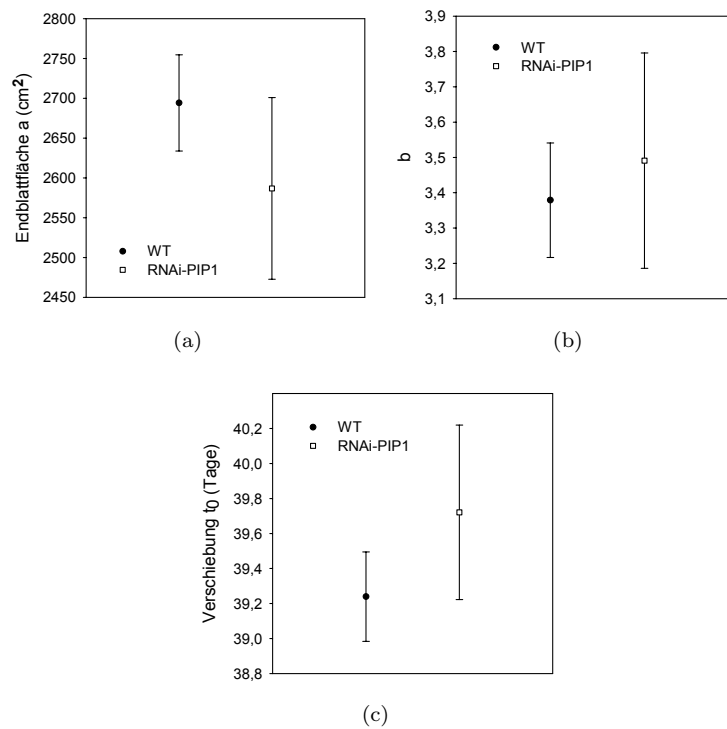 2800
2750
2700
2650
2600
2550
2500
2450
Endblattfläche a (cm²)
WT
RNAi-PIP1
(a)
3,9
3,8
3,7
3,6
3,5
3,4
3,3
3,2
3,1
b
WT
RNAi-PIP1
(b)
40,2
40,0
39,8
39,6
39,4
39,2
39,0
38,8
Verschiebung t0 (Tage)
WT
RNAi-PIP1
(c)